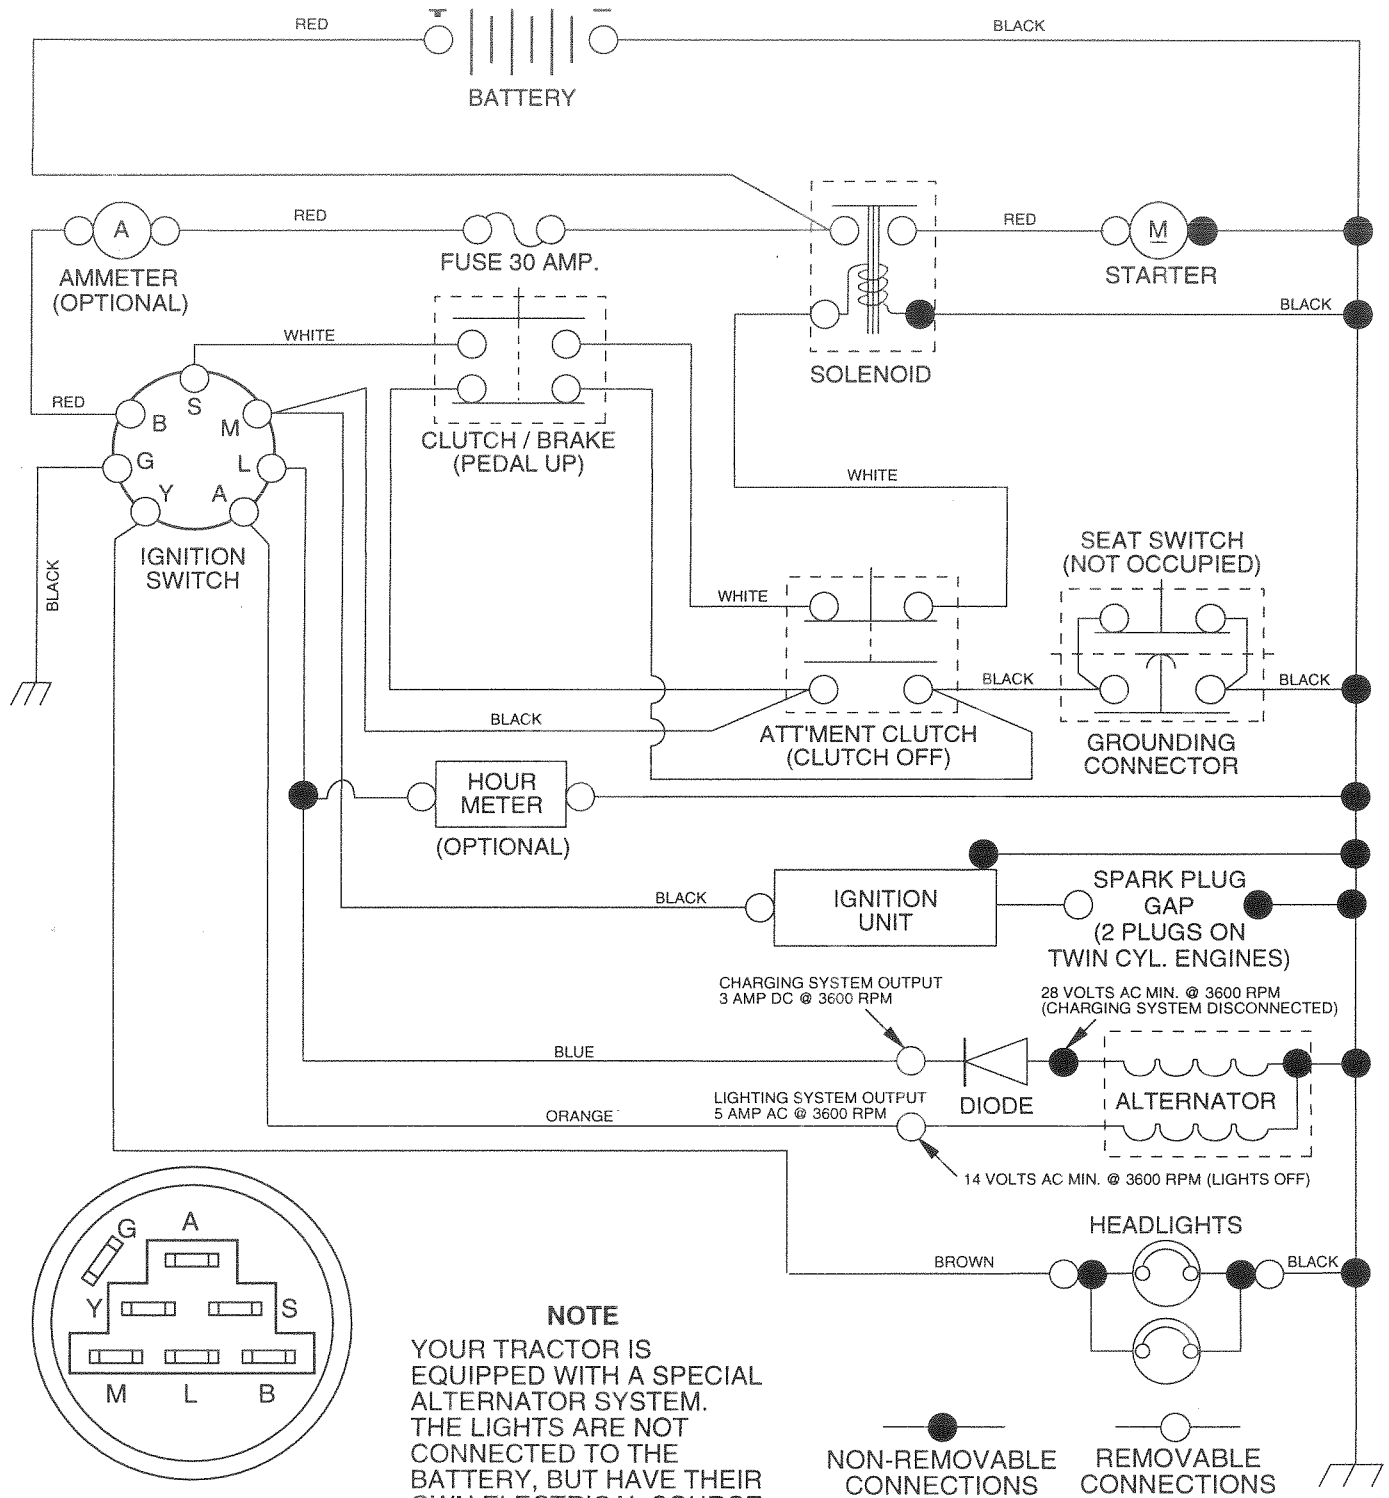 RED
BLACK
BATTERY
RED
A
FUSE 30 AMP.
AMMETER
(OPTIONAL)
RED
M
STARTER
BLACK
SOLENOID
WHITE
CLUTCH / BRAKE
(PEDAL UP)
RED
S
B
M
G
L
Y
A
IGNITION
SWITCH
BLACK
WHITE
SEAT SWITCH
(NOT OCCUPIED)
WHITE
BLACK
BLACK
BLACK
ATT'MENT CLUTCH
(CLUTCH OFF)
GROUNDING
CONNECTOR
HOUR
METER
(OPTIONAL)
BLACK
IGNITION
UNIT
SPARK PLUG
GAP
(2 PLUGS ON
TWIN CYL. ENGINES)
CHARGING SYSTEM OUTPUT
3 AMP DC @ 3600 RPM
28 VOLTS AC MIN. @ 3600 RPM
(CHARGING SYSTEM DISCONNECTED)
BLUE
DIODE
ALTERNATOR
LIGHTING SYSTEM OUTPUT
5 AMP AC @ 3600 RPM
ORANGE
14 VOLTS AC MIN. @ 3600 RPM (LIGHTS OFF)
HEADLIGHTS
BROWN
BLACK
G
A
Y
S
M
L
B
NOTE
YOUR TRACTOR IS
EQUIPPED WITH A SPECIAL
ALTERNATOR SYSTEM.
THE LIGHTS ARE NOT
CONNECTED TO THE
BATTERY, BUT HAVE THEIR
OWN ELECTRICAL SOURCE
NON-REMOVABLE
CONNECTIONS
REMOVABLE
CONNECTIONS